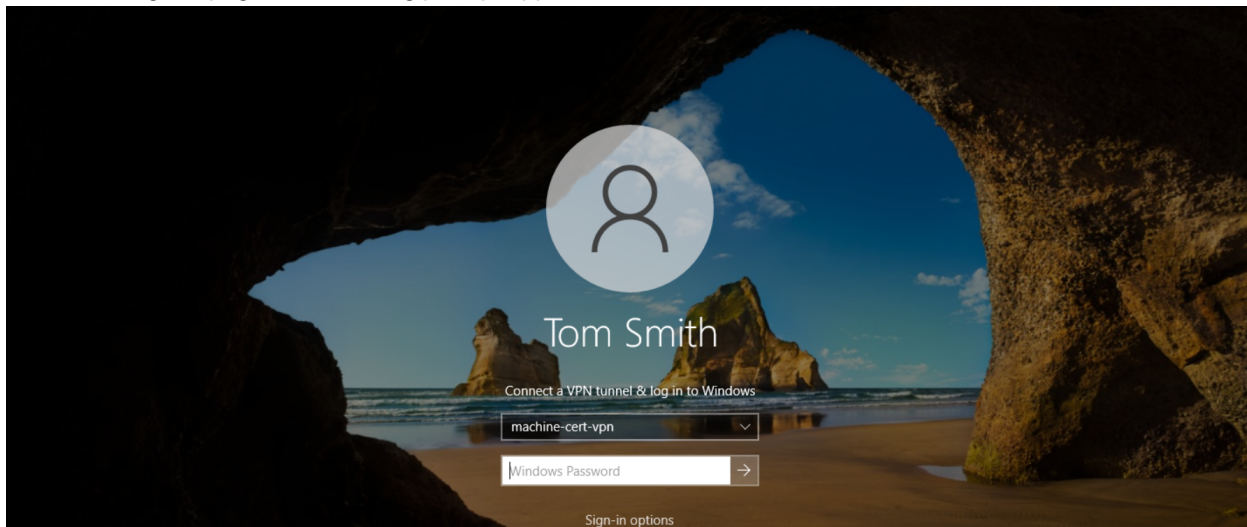 Tom Smith
Connect a VPN tunnel & log in to Windows
machine-cert-vpn
Windows Password
Sign-in options